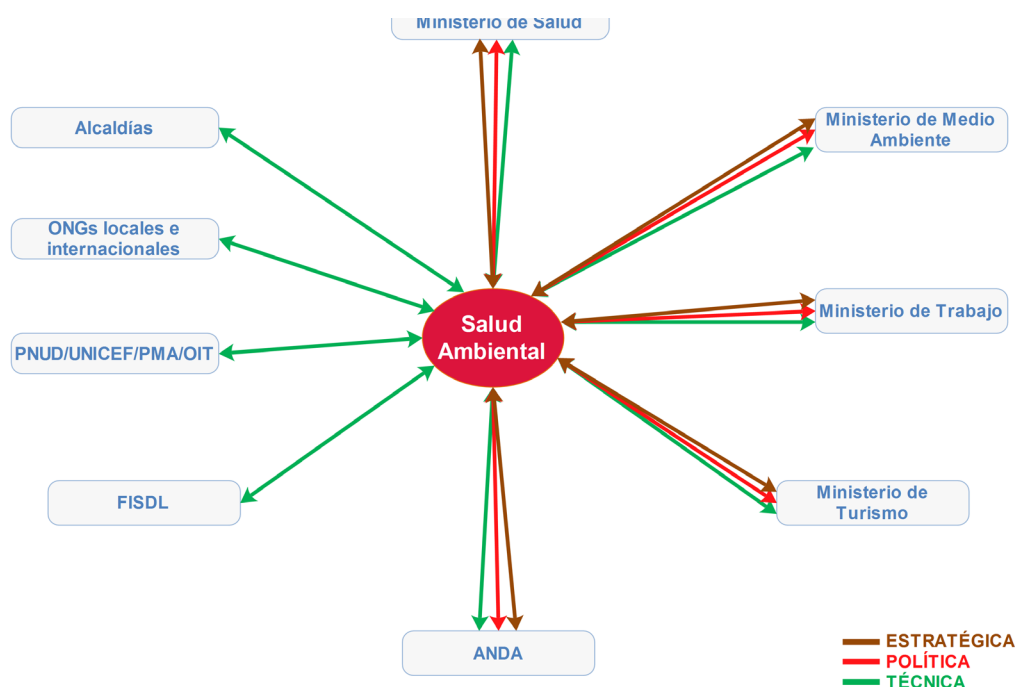 Ministerio de Salud
Alcaldías
Ministerio de Medio
Ambiente
ONGs locales e
internacionales
Salud
Ambiental
Ministerio de Trabajo
PNUD/UNICEF/PMA/OIT
FISDL
Ministerio de
Turismo
ANDA
ESTRATÉGICA
POLÍTICA
TÉCNICA